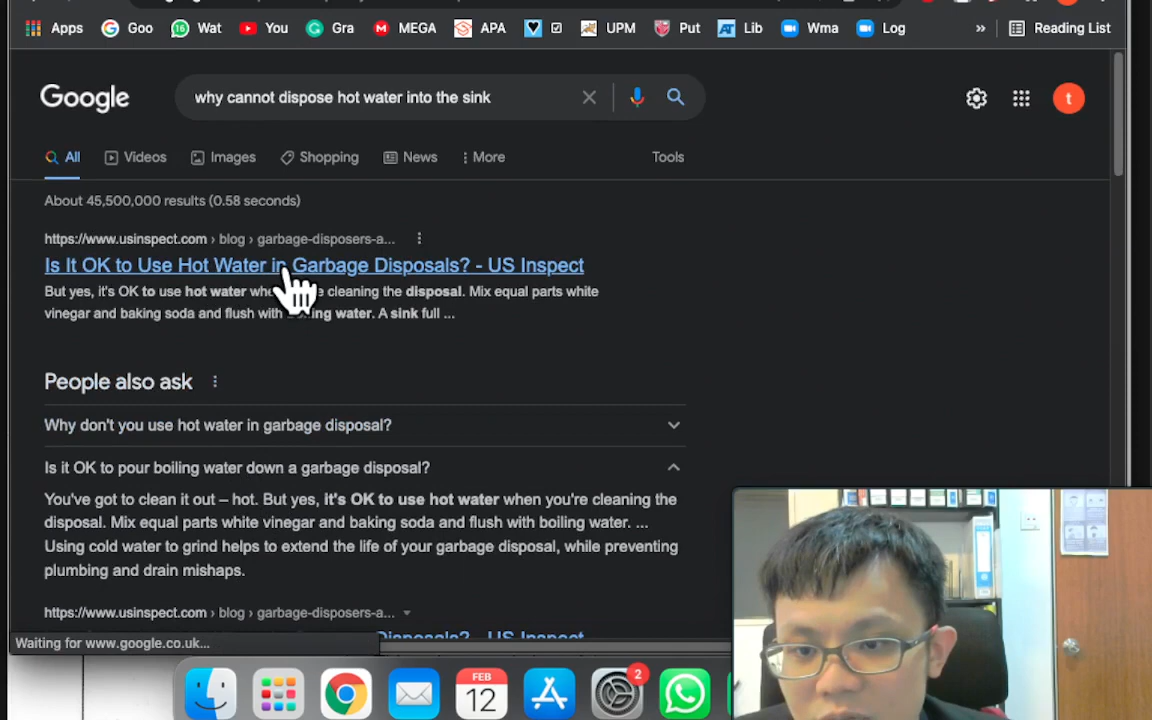 Apps
Goo
16
Wat
You
Gra
MEGA
APA
UPM
Put
AT
Lib
Wma
Log
»
Reading List
Google
why cannot dispose hot water into the sink
t
All
Videos
Images
Shopping
News
More
Tools
About 45,500,000 results (0.58 seconds)
https://www.usinspect.com › blog › garbage-disposers-a...
Is It OK to Use Hot Water in Garbage Disposals? - US Inspect
But yes, it's OK to use hot water cleaning the disposal. Mix equal parts white
vinegar and baking soda and flush with water. A sink full ...
People also ask
Why don't you use hot water in garbage disposal?
Is it OK to pour boiling water down a garbage disposal?
You've got to clean it out – hot. But yes, it's OK to use hot water when you're cleaning the
disposal. Mix equal parts white vinegar and baking soda and flush with boiling water. ...
Using cold water to grind helps to extend the life of your garbage disposal, while preventing
plumbing and drain mishaps.
https://www.usinspect.com › blog › garbage-disposers-a...
Disposals? - US Inspect
Waiting for www.google.co.uk...
FEB
12
2